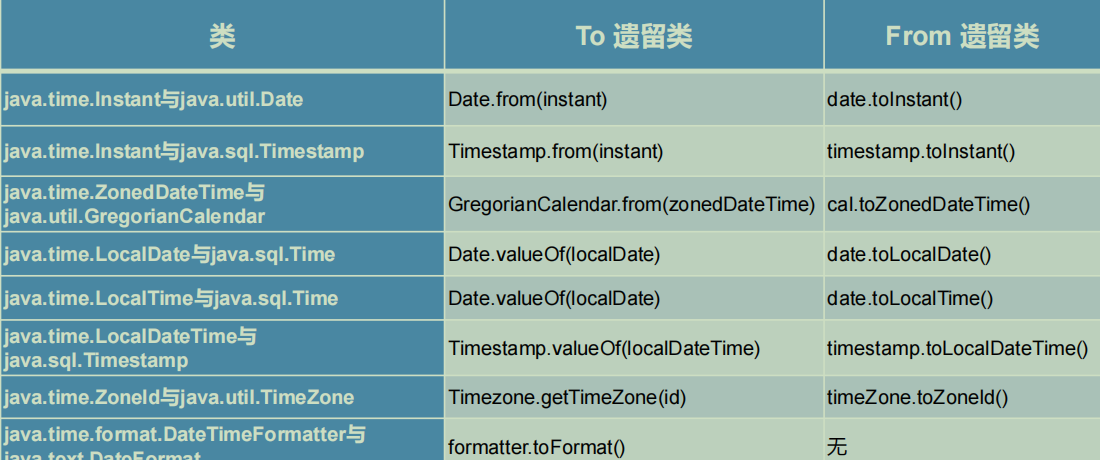 类 To 遗留类 From 遗留类
java.time.Instant与java.util.Date Date.from(instant) date.toInstant()
java.time.Instant与java.sql.Timestamp Timestamp.from(instant) timestamp.toInstant()
java.time.ZonedDateTime与
java.util.GregorianCalendar GregorianCalendar.from(zonedDateTime) cal.toZonedDateTime()
java.time.LocalDate与java.sql.Time Date.valueOf(localDate) date.toLocalDate()
java.time.LocalTime与java.sql.Time Date.valueOf(localDate) date.toLocalTime()
java.time.LocalDateTime与
java.sql.Timestamp Timestamp.valueOf(localDateTime) timestamp.toLocalDateTime()
java.time.ZoneId与java.util.TimeZone Timezone.getTimeZone(id) timeZone.toZoneId()
java.time.format.DateTimeFormatter与
java.text.DateFormat formatter.toFormat() 无